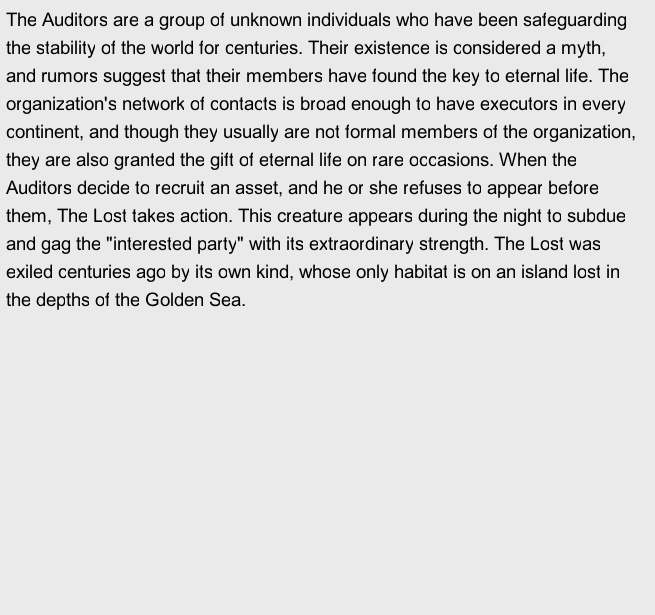 The Auditors are a group of unknown individuals who have been safeguarding
the stability of the world for centuries. Their existence is considered a myth,
and rumors suggest that their members have found the key to eternal life. The
organization's network of contacts is broad enough to have executors in every
continent, and though they usually are not formal members of the organization,
they are also granted the gift of eternal life on rare occasions. When the
Auditors decide to recruit an asset, and he or she refuses to appear before
them, The Lost takes action. This creature appears during the night to subdue
and gag the "interested party" with its extraordinary strength. The Lost was
exiled centuries ago by its own kind, whose only habitat is on an island lost in
the depths of the Golden Sea.